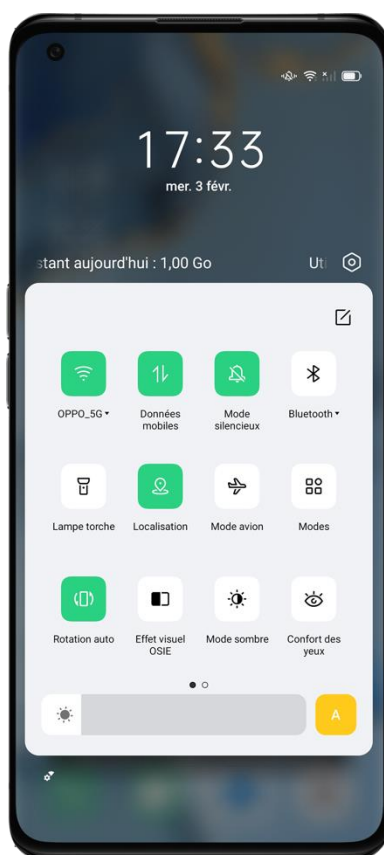 17:33
mer. 3 févr.
stant aujourd'hui : 1,00 Go Uti
OPPO_5G Données mobiles Mode silencieux Bluetooth
Lampe torche Localisation Mode avion Modes
Rotation auto Effet visuel OSIE Mode sombre Confort des yeux
A